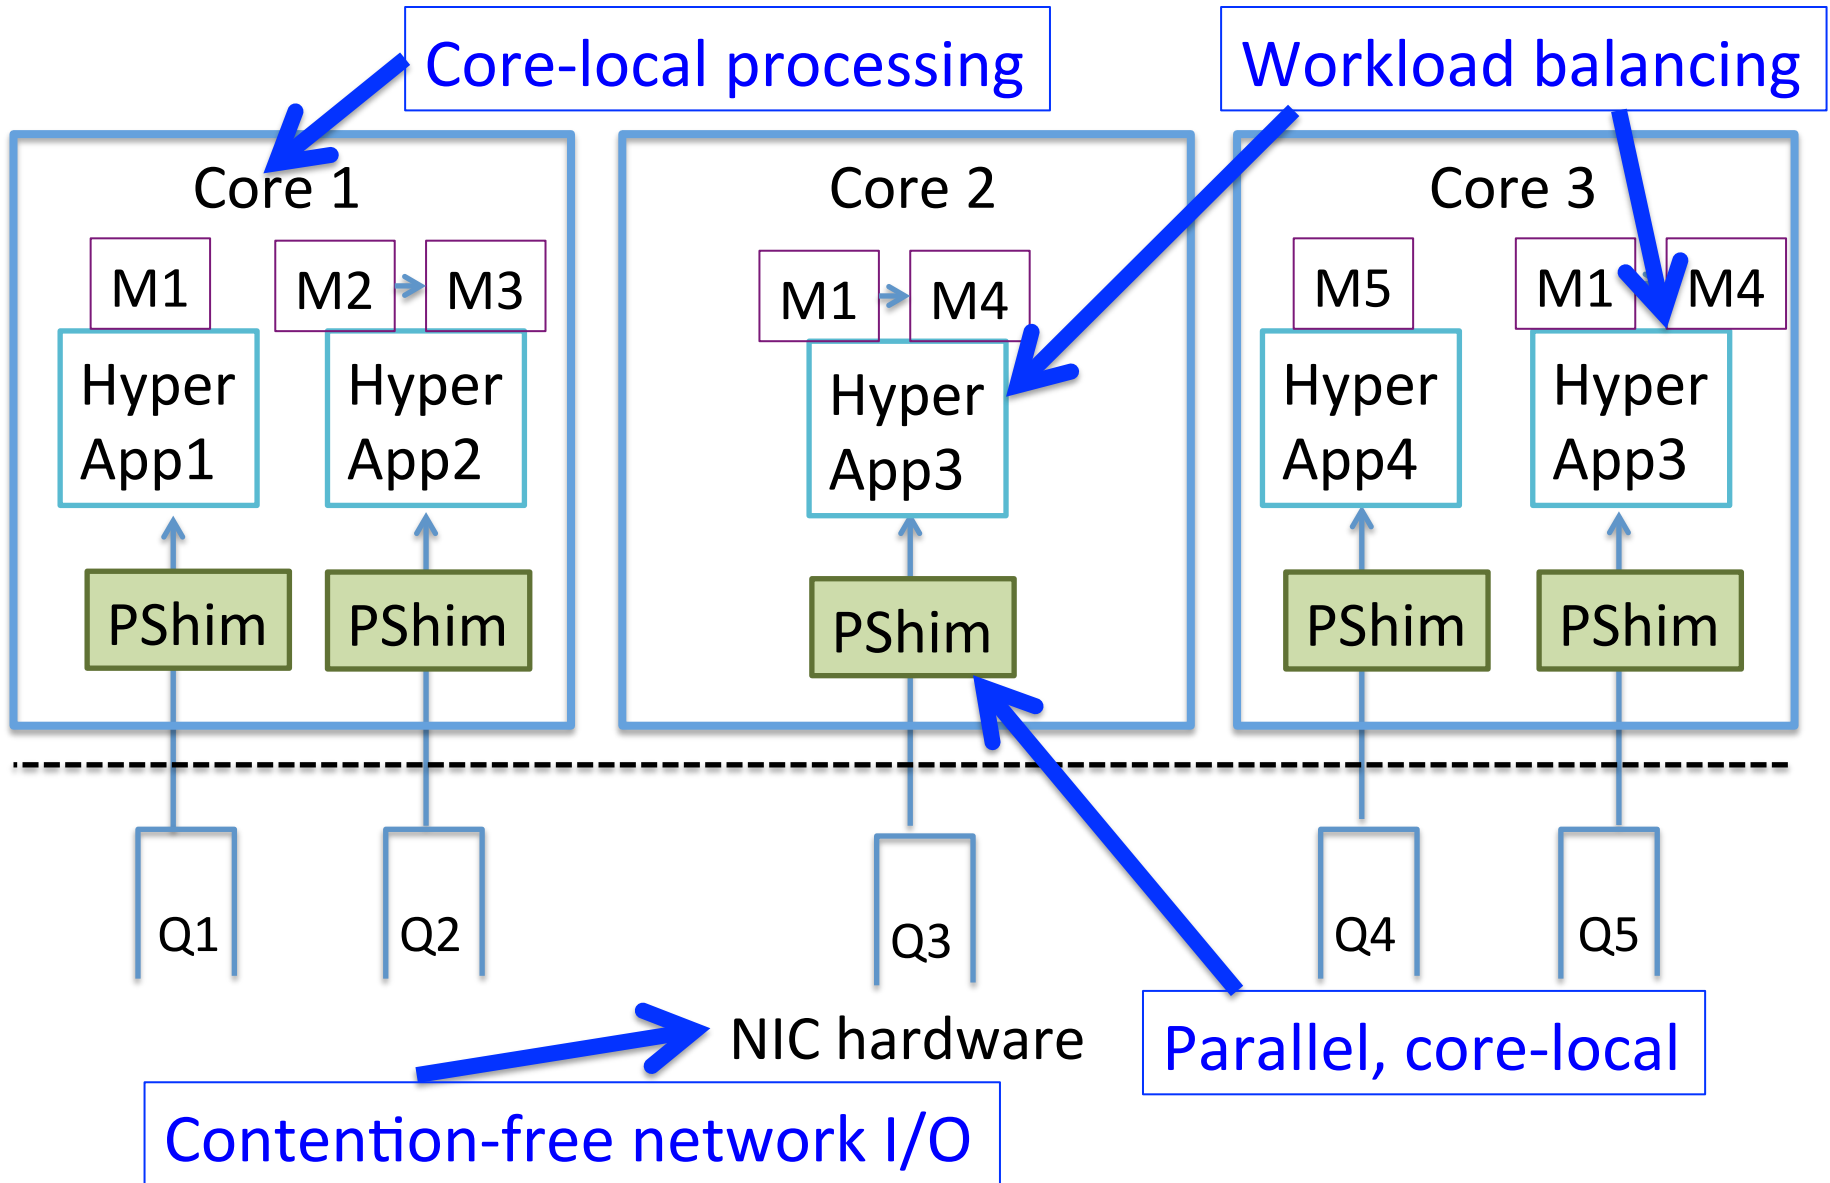 Core-local processing
Workload balancing
Core 1
Core 2
Core 3
M1
M2
M3
M1
M4
M5
M1
M4
Hyper
App1
Hyper
App2
Hyper
App3
Hyper
App4
Hyper
App3
PShim
PShim
PShim
PShim
PShim
Q1
Q2
Q3
Q4
Q5
NIC hardware
Parallel, core-local
Contention-free network I/O